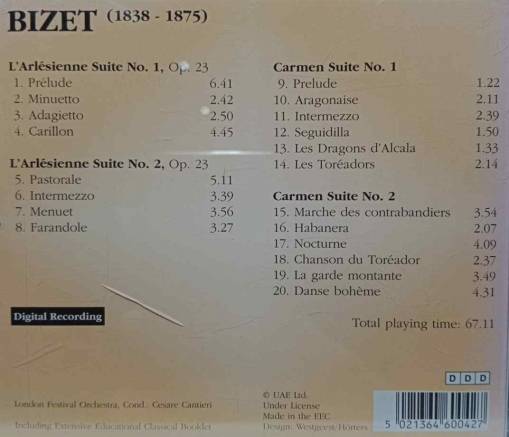 BIZET (1838 - 1875)
L'Arlésienne Suite No. 1, Op. 23
1. Prélude 6.41
2. Minuetto 2.42
3. Adagietto 2.50
4. Carillon 4.45
L'Arlésienne Suite No. 2, Op. 23
5. Pastorale 5.11
6. Intermezzo 3.39
7. Menuet 3.56
8. Farandole 3.27
Digital Recording
Carmen Suite No. 1
9. Prelude 1.22
10. Aragonaise 2.11
11. Intermezzo 2.39
12. Seguidilla 1.50
13. Les Dragons d'Alcala 1.33
14. Les Toréadors 2.14
Carmen Suite No. 2
15. Marche des contrabandiers 3.54
16. Habanera 2.07
17. Nocturne 4.09
18. Chanson du Toréador 2.37
19. La garde montante 3.49
20. Danse bohème 4.31
Total playing time: 67.11
D D D
London Festival Orchestra, Cond.: Cesare Cantieri
Including Extensive Educational Classical Booklet
© UAE Ltd.
Under License
Made in the EEC
Design: Westgeest/Hötters
5 021364 600427